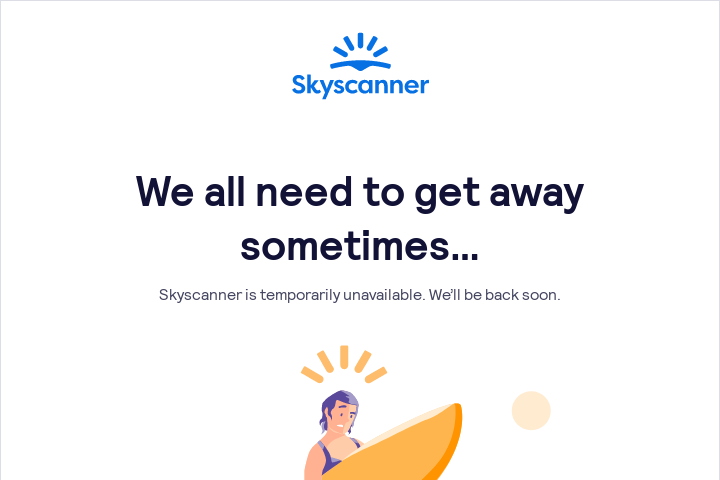 Skyscanner
We all need to get away
sometimes...
Skyscanner is temporarily unavailable. We’ll be back soon.